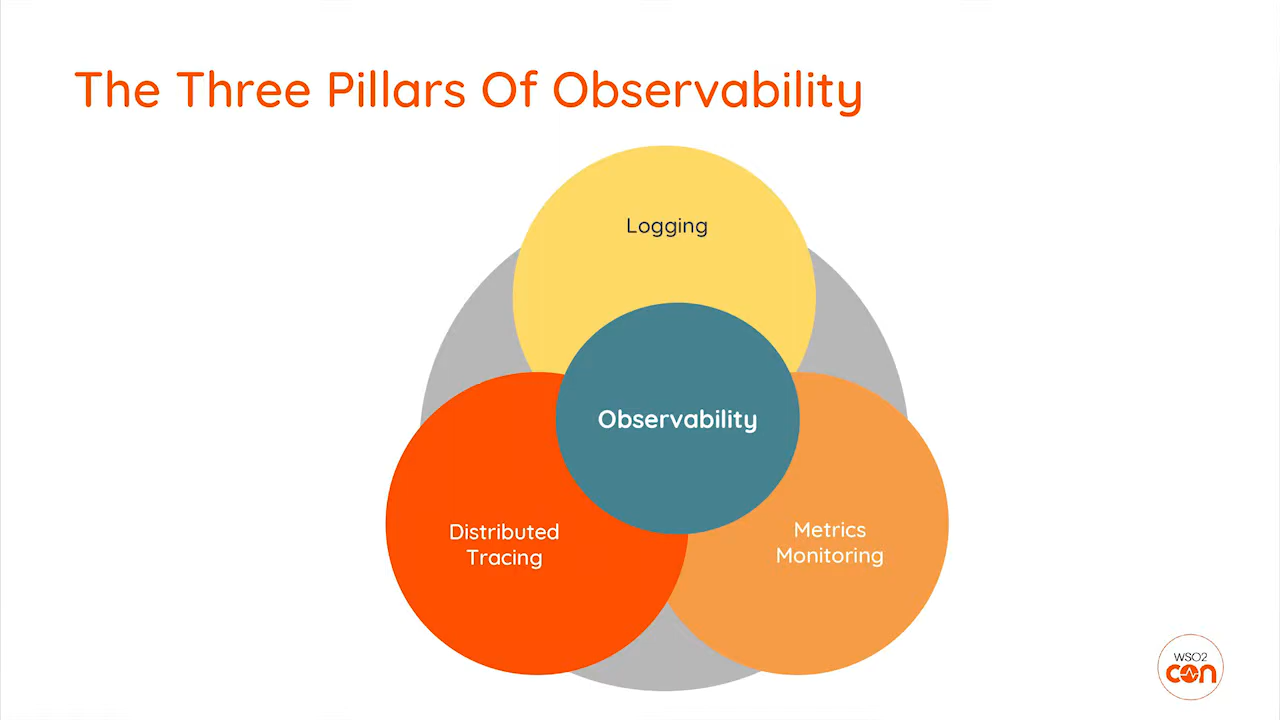 The Three Pillars Of Observability
Logging
Observability
Distributed
Tracing
Metrics
Monitoring
WSO2
con